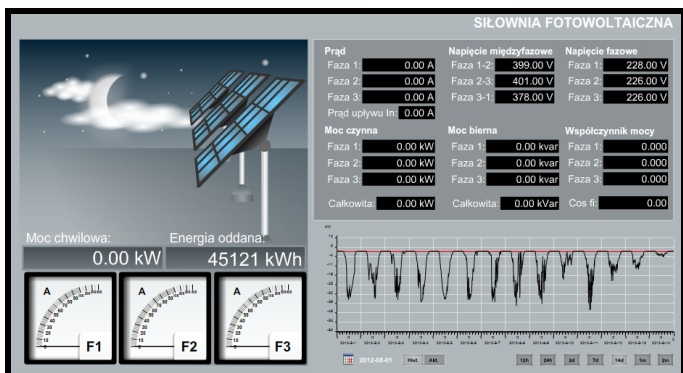 SIŁOWNIA FOTOWOLTAICZNA
Prąd
Faza 1: 0.00 A
Faza 2: 0.00 A
Faza 3: 0.00 A
Prąd upływu In: 0.00 A
Napięcie międzyfazowe
Faza 1-2: 399.00 V
Faza 2-3: 401.00 V
Faza 3-1: 378.00 V
Napięcie fazowe
Faza 1: 228.00 V
Faza 2: 226.00 V
Faza 3: 226.00 V
Moc czynna
Faza 1: 0.00 kW
Faza 2: 0.00 kW
Faza 3: 0.00 kW
Całkowita: 0.00 kW
Moc bierna
Faza 1: 0.00 kvar
Faza 2: 0.00 kvar
Faza 3: 0.00 kvar
Całkowita: 0.00 kVar
Współczynnik mocy
Faza 1: 0.000
Faza 2: 0.000
Faza 3: 0.000
Cos fi: 0.00
Moc chwilowa: Energia oddana:
0.00 kW 45121 kWh
A A A
F1 F2 F3
2012-08-01 Hist. Akt. 12h 24h 3d 7d 14d 1m 2m